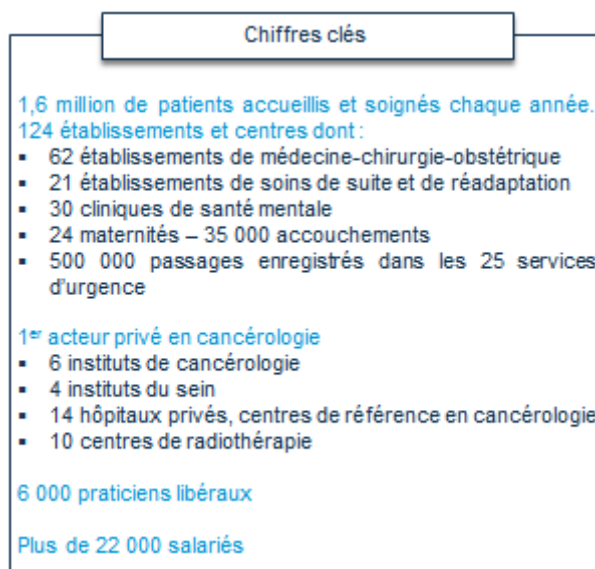 Chiffres clés
1,6 million de patients accueillis et soignés chaque année.
124 établissements et centres dont :
▪ 62 établissements de médecine-chirurgie-obstétrique
▪ 21 établissements de soins de suite et de réadaptation
▪ 30 cliniques de santé mentale
▪ 24 maternités – 35 000 accouchements
▪ 500 000 passages enregistrés dans les 25 services
d'urgence
1er acteur privé en cancérologie
▪ 6 instituts de cancérologie
▪ 4 instituts du sein
▪ 14 hôpitaux privés, centres de référence en cancérologie
▪ 10 centres de radiothérapie
6 000 praticiens libéraux
Plus de 22 000 salariés